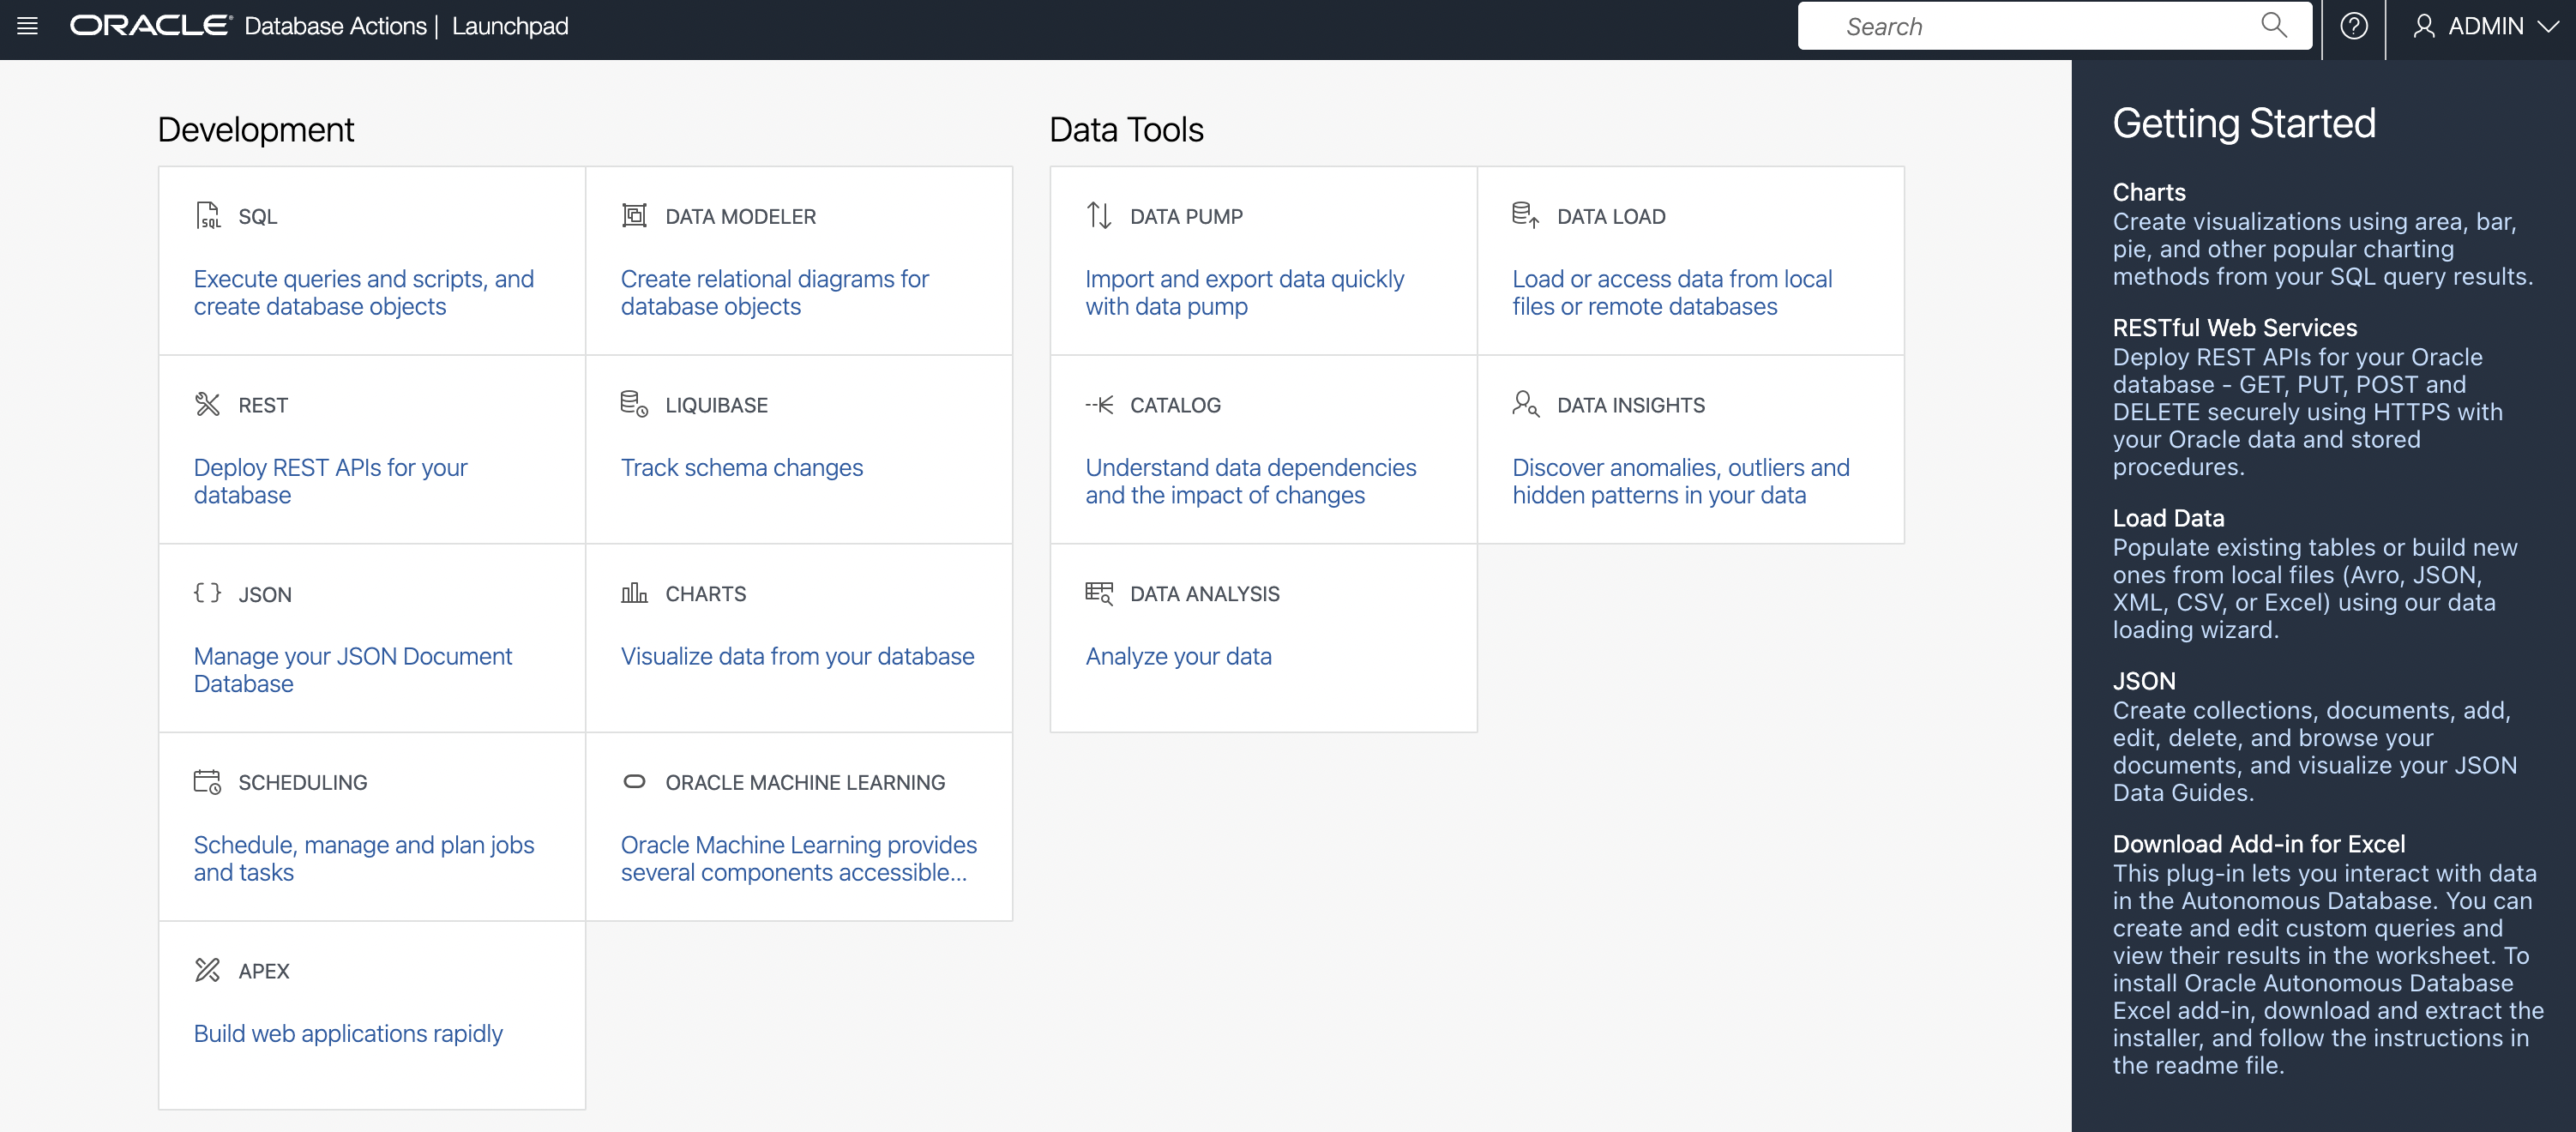 ORACLE® Database Actions | Launchpad
Search
ADMIN
Development
SQL
Execute queries and scripts, and
create database objects
DATA MODELER
Create relational diagrams for
database objects
REST
Deploy REST APIs for your
database
LIQUIBASE
Track schema changes
JSON
Manage your JSON Document
Database
CHARTS
Visualize data from your database
SCHEDULING
Schedule, manage and plan jobs
and tasks
ORACLE MACHINE LEARNING
Oracle Machine Learning provides
several components accessible...
APEX
Build web applications rapidly
Data Tools
DATA PUMP
Import and export data quickly
with data pump
DATA LOAD
Load or access data from local
files or remote databases
CATALOG
Understand data dependencies
and the impact of changes
DATA INSIGHTS
Discover anomalies, outliers and
hidden patterns in your data
DATA ANALYSIS
Analyze your data
Getting Started
Charts
Create visualizations using area, bar,
pie, and other popular charting
methods from your SQL query results.
RESTful Web Services
Deploy REST APIs for your Oracle
database - GET, PUT, POST and
DELETE securely using HTTPS with
your Oracle data and stored
procedures.
Load Data
Populate existing tables or build new
ones from local files (Avro, JSON,
XML, CSV, or Excel) using our data
loading wizard.
JSON
Create collections, documents, add,
edit, delete, and browse your
documents, and visualize your JSON
Data Guides.
Download Add-in for Excel
This plug-in lets you interact with data
in the Autonomous Database. You can
create and edit custom queries and
view their results in the worksheet. To
install Oracle Autonomous Database
Excel add-in, download and extract the
installer, and follow the instructions in
the readme file.